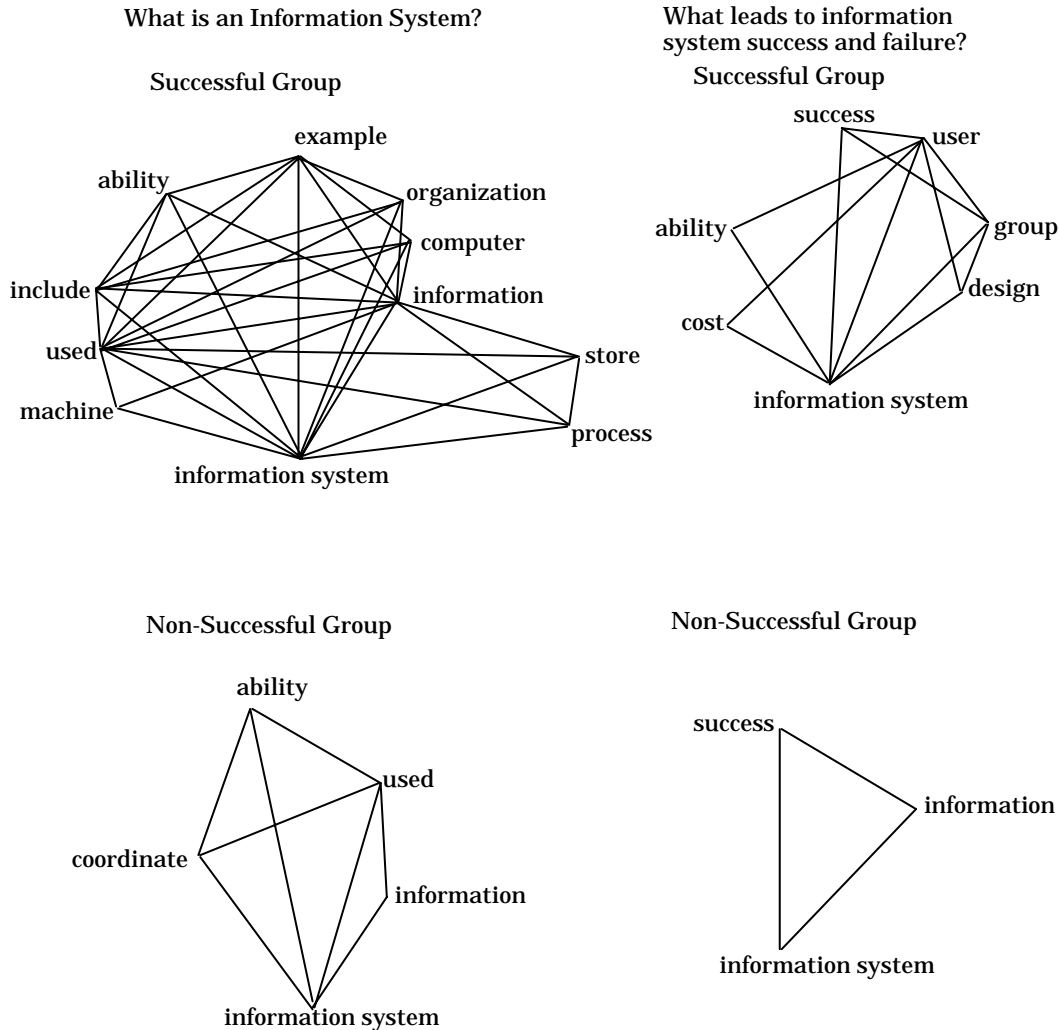 What is an Information System?
What leads to information
system success and failure?
Successful Group
Successful Group
example
ability
organization
computer
include
information
used
store
machine
process
information system
success
user
ability
group
design
cost
information system
Non-Successful Group
Non-Successful Group
ability
used
coordinate
information
information system
success
information
information system